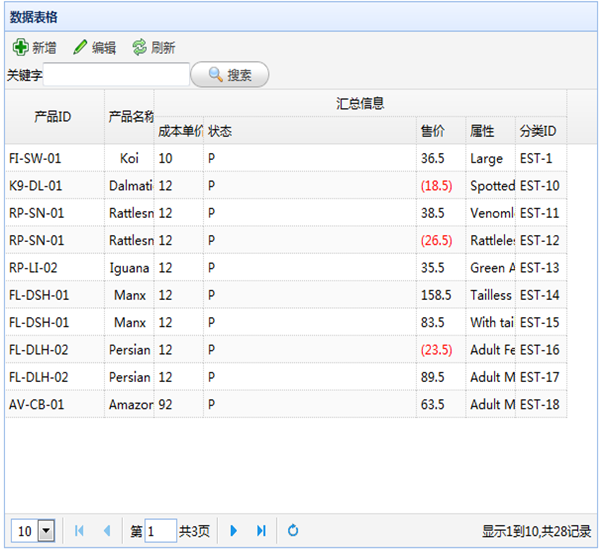 数据表格
新增 编辑 刷新
关键字 搜索
产品ID 产品名称 汇总信息
成本单价 状态 售价 属性 分类ID
FI-SW-01 Koi 10 P 36.5 Large EST-1
K9-DL-01 Dalmati 12 P (18.5) Spotted EST-10
RP-SN-01 Rattlesn 12 P 38.5 Venoml EST-11
RP-SN-01 Rattlesn 12 P (26.5) Rattleles EST-12
RP-LI-02 Iguana 12 P 35.5 Green A EST-13
FL-DSH-01 Manx 12 P 158.5 Tailless EST-14
FL-DSH-01 Manx 12 P 83.5 With tai EST-15
FL-DLH-02 Persian 12 P (23.5) Adult Fe EST-16
FL-DLH-02 Persian 12 P 89.5 Adult M EST-17
AV-CB-01 Amazon 92 P 63.5 Adult M EST-18
10 第 1 共3页 显示1到10,共28记录